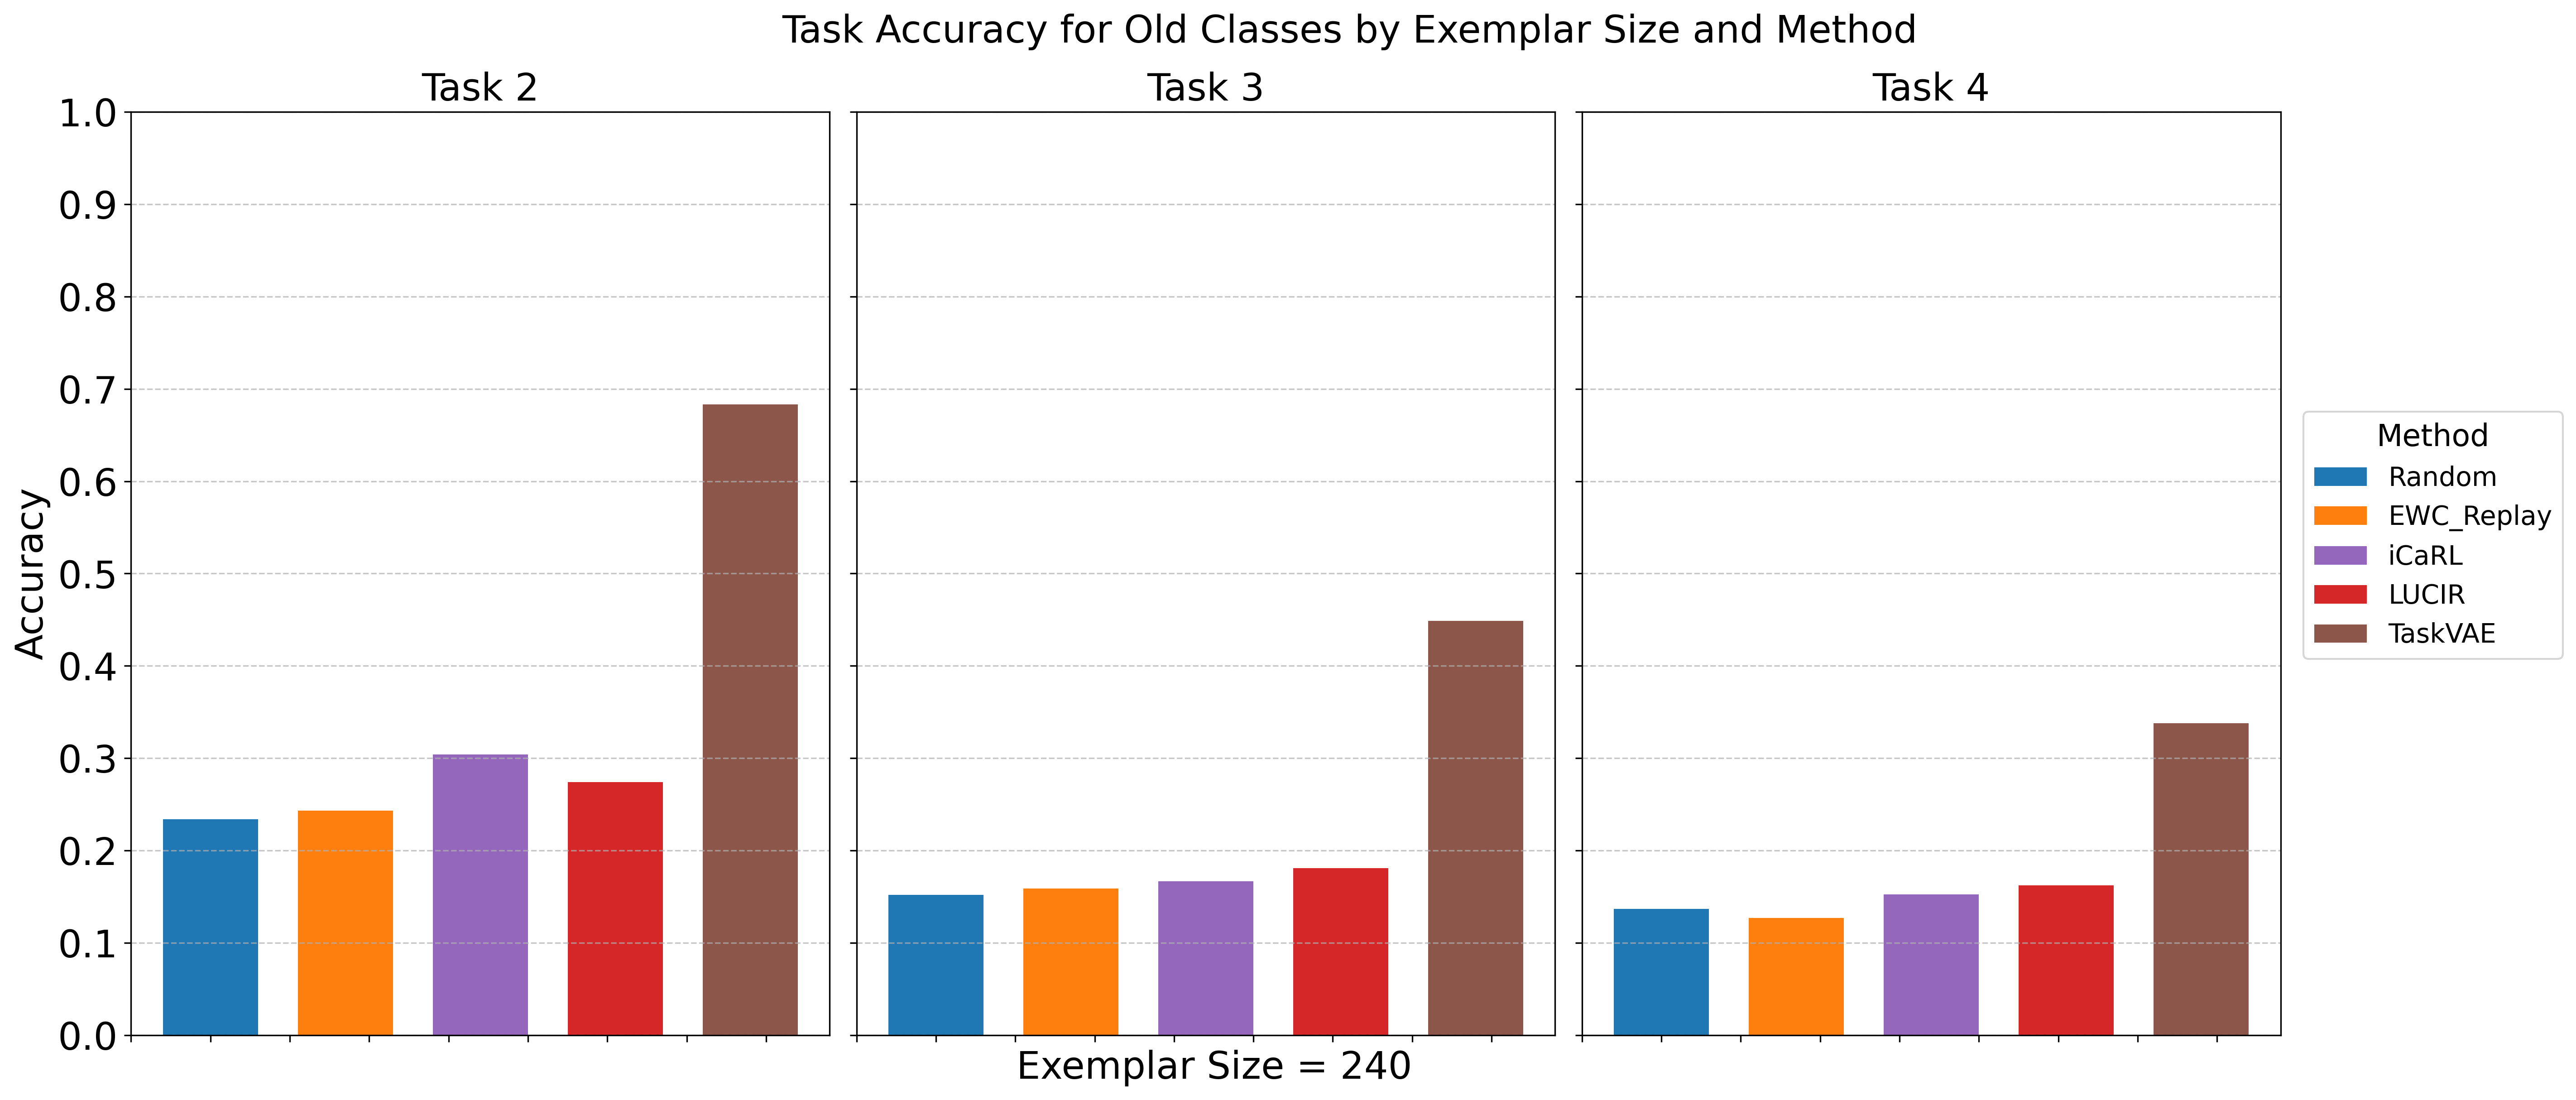 Task Accuracy for Old Classes by Exemplar Size and Method
Task 2
Task 3
Task 4
1.0
0.9
0.8
0.7
0.6
0.5
0.4
0.3
0.2
0.1
0.0
Accuracy
Exemplar Size = 240
Method
Random
EWC_Replay
iCaRL
LUCIR
TaskVAE